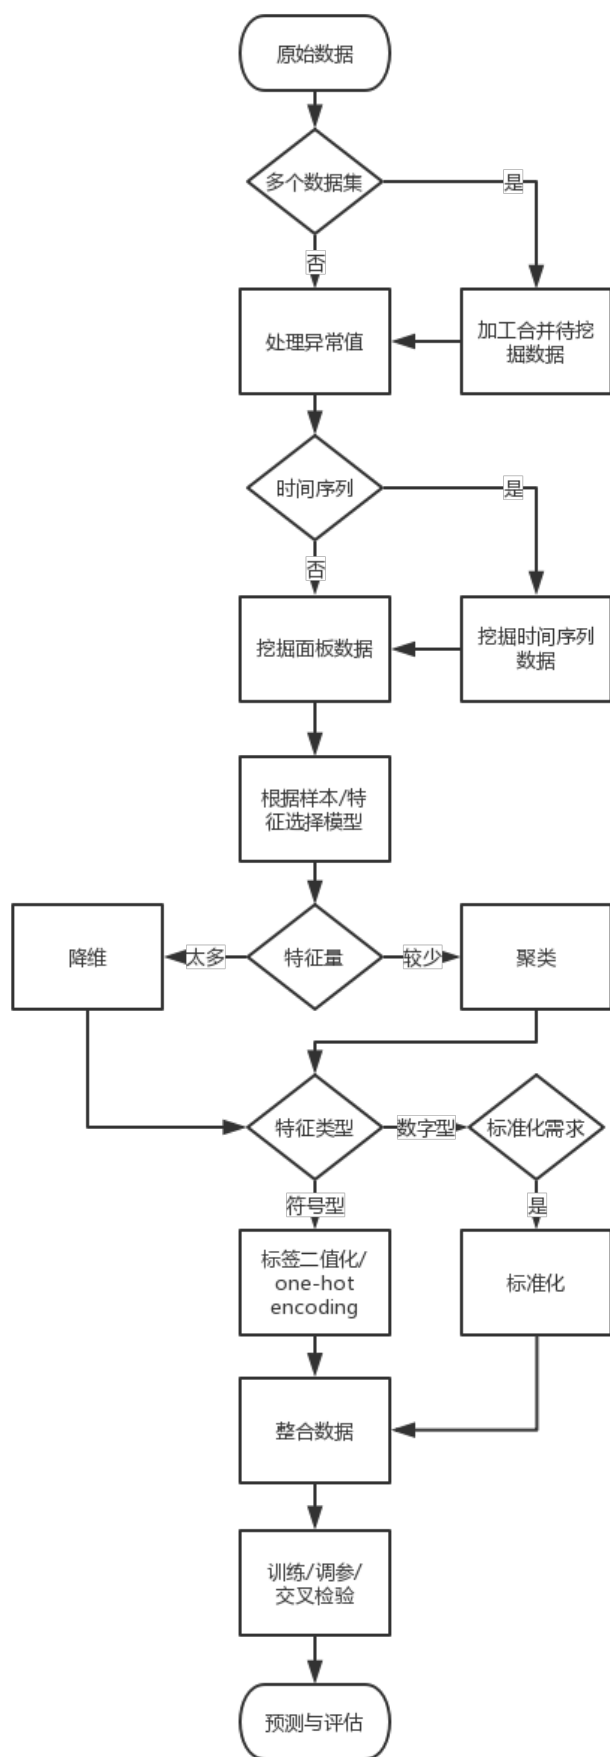 原始数据
多个数据集
是
否
处理异常值
加工合并待挖
掘数据
时间序列
是
否
挖掘面板数据
挖掘时间序列
数据
根据样本/特
征选择模型
降维
太多
特征量
较少
聚类
特征类型
数字型
标准化需求
符号型
是
标签二值化/
one-hot
encoding
标准化
整合数据
训练/调参/
交叉检验
预测与评估